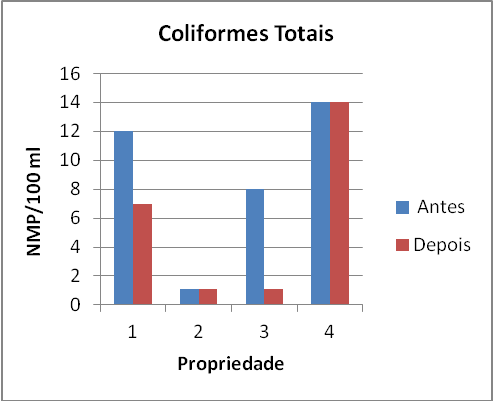 Coliformes Totais
16
14
12
10
8
6
4
2
0
NMP/100 ml
1 2 3 4
Propriedade
Antes
Depois